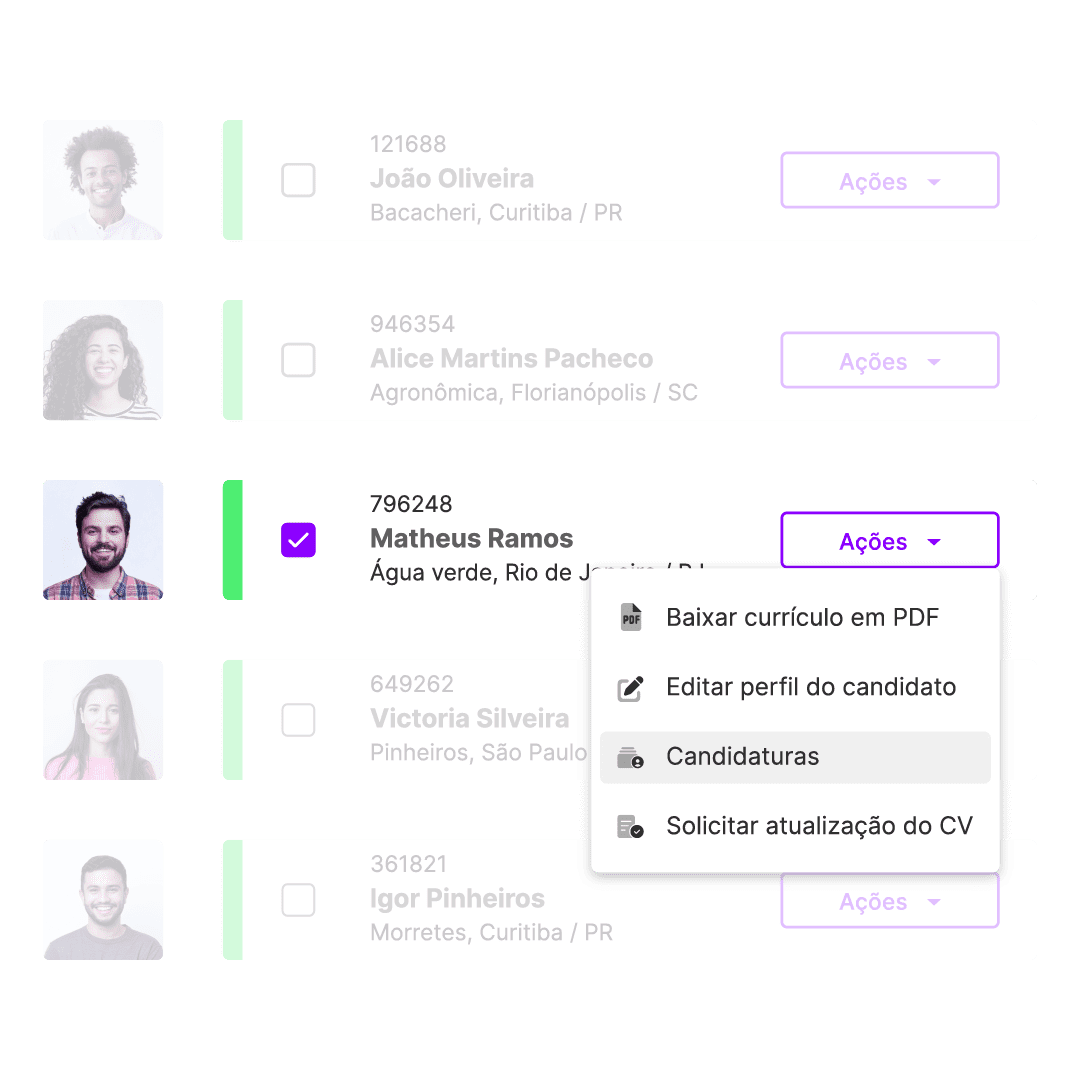 121688
João Oliveira
Bacacheri, Curitiba / PR
Ações
946354
Alice Martins Pacheco
Agronômica, Florianópolis / SC
Ações
796248
Matheus Ramos
Água verde, Rio de
Ações
PDF
Baixar currículo em PDF
Editar perfil do candidato
Candidaturas
Solicitar atualização do CV
649262
Victoria Silveira
Pinheiros, São Paulo
361821
Igor Pinheiros
Morretes, Curitiba / PR
Ações